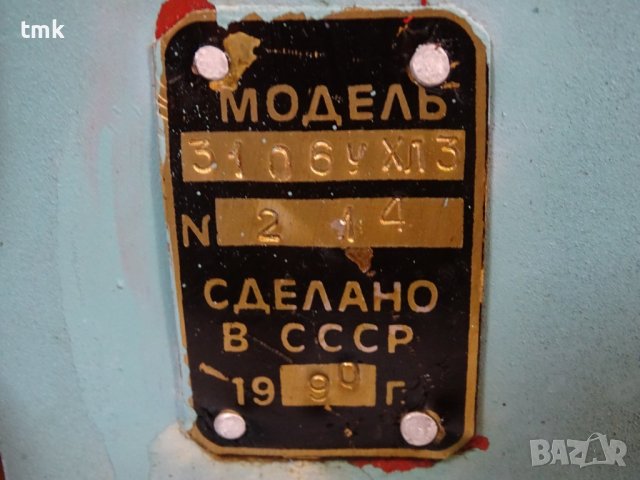 tmk
МОДЕЛЬ
3106УХЛ3
N 214
СДЕЛАНО
В СССР
1990 Г.
BAZAR